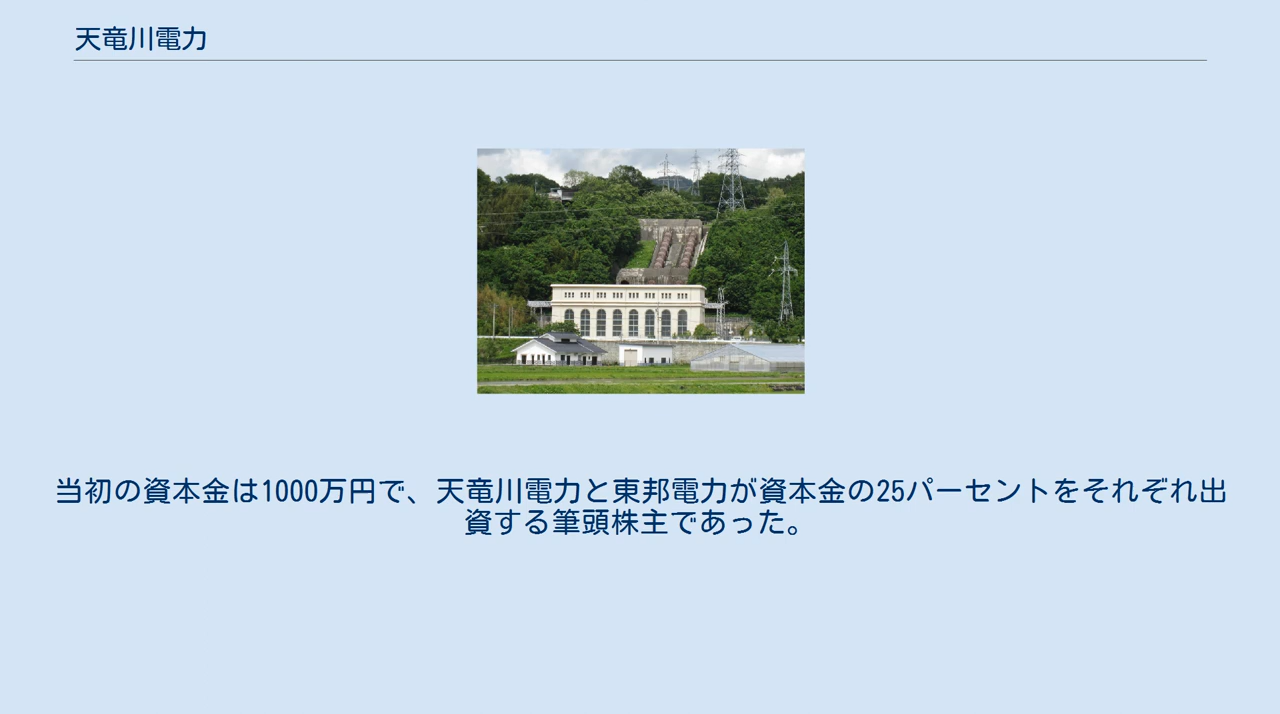 天竜川電力
当初の資本金は1000万円で、天竜川電力と東邦電力が資本金の25パーセントをそれぞれ出
資する筆頭株主であった。